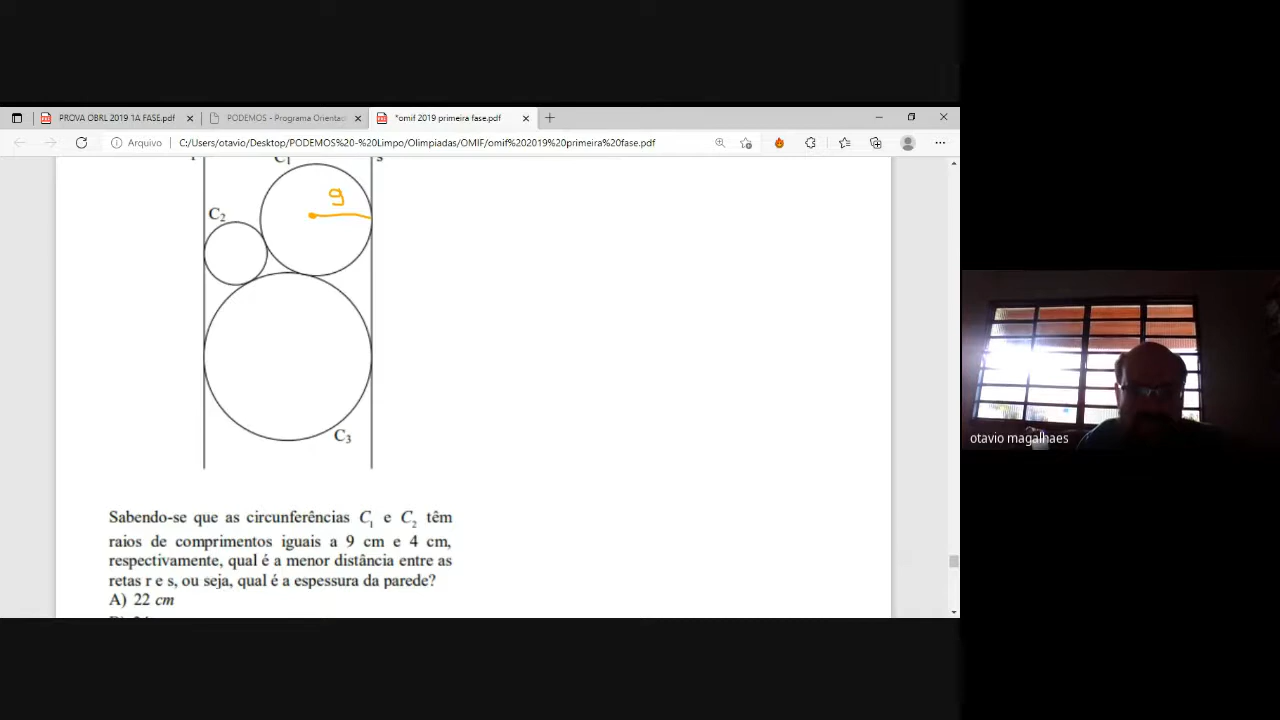 PROVA OBRL 2019 1A FASE.pdf
PODEMOS - Programa Orientac
*omif 2019 primeira fase.pdf
Arquivo
C:/Users/otavio/Desktop/PODEMOS%20-%20Limpo/Olimpiadas/OMIF/omif%202019%20primeira%20fase.pdf
C1
s
9
C2
C3
otavio magalhaes
Sabendo-se que as circunferências C1 e C2 têm
raios de comprimentos iguais a 9 cm e 4 cm,
respectivamente, qual é a menor distância entre as
retas r e s, ou seja, qual é a espessura da parede?
A) 22 cm